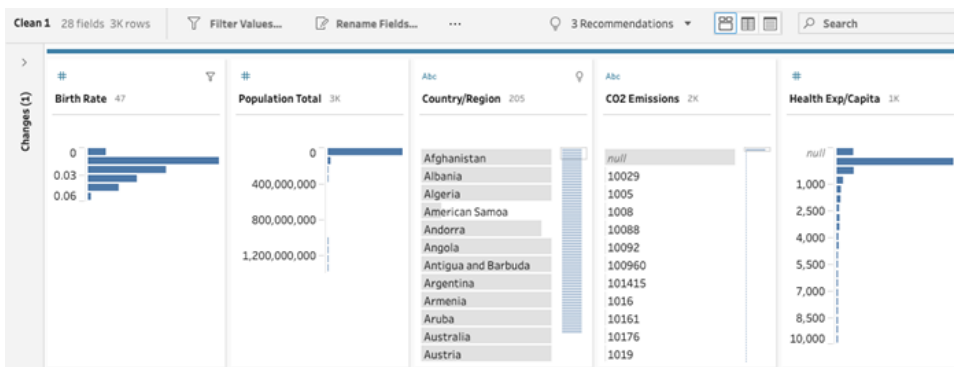 Clean 1 28 fields 3K rows Filter Values... Rename Fields... ... 3 Recommendations Search
Changes (1)
#
Birth Rate 47
0
0.03
0.06
#
Population Total 3K
0
400,000,000
800,000,000
1,200,000,000
Abc
Country/Region 205
Afghanistan
Albania
Algeria
American Samoa
Andorra
Angola
Antigua and Barbuda
Argentina
Armenia
Aruba
Australia
Austria
Abc
CO2 Emissions 2K
null
10029
1005
1008
10088
10092
100960
101415
1016
10161
10176
1019
#
Health Exp/Capita 1K
null
1,000
2,500
4,000
5,500
7,000
8,500
10,000